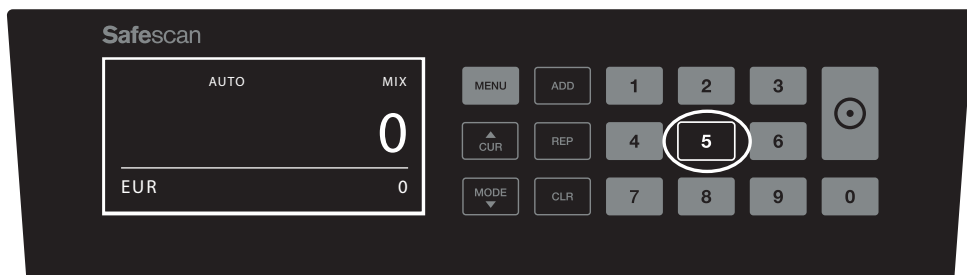 Safescan
AUTO MIX
0
EUR 0
MENU ADD 1 2 3
CUR REP 4 5 6
MODE CLR 7 8 9 0